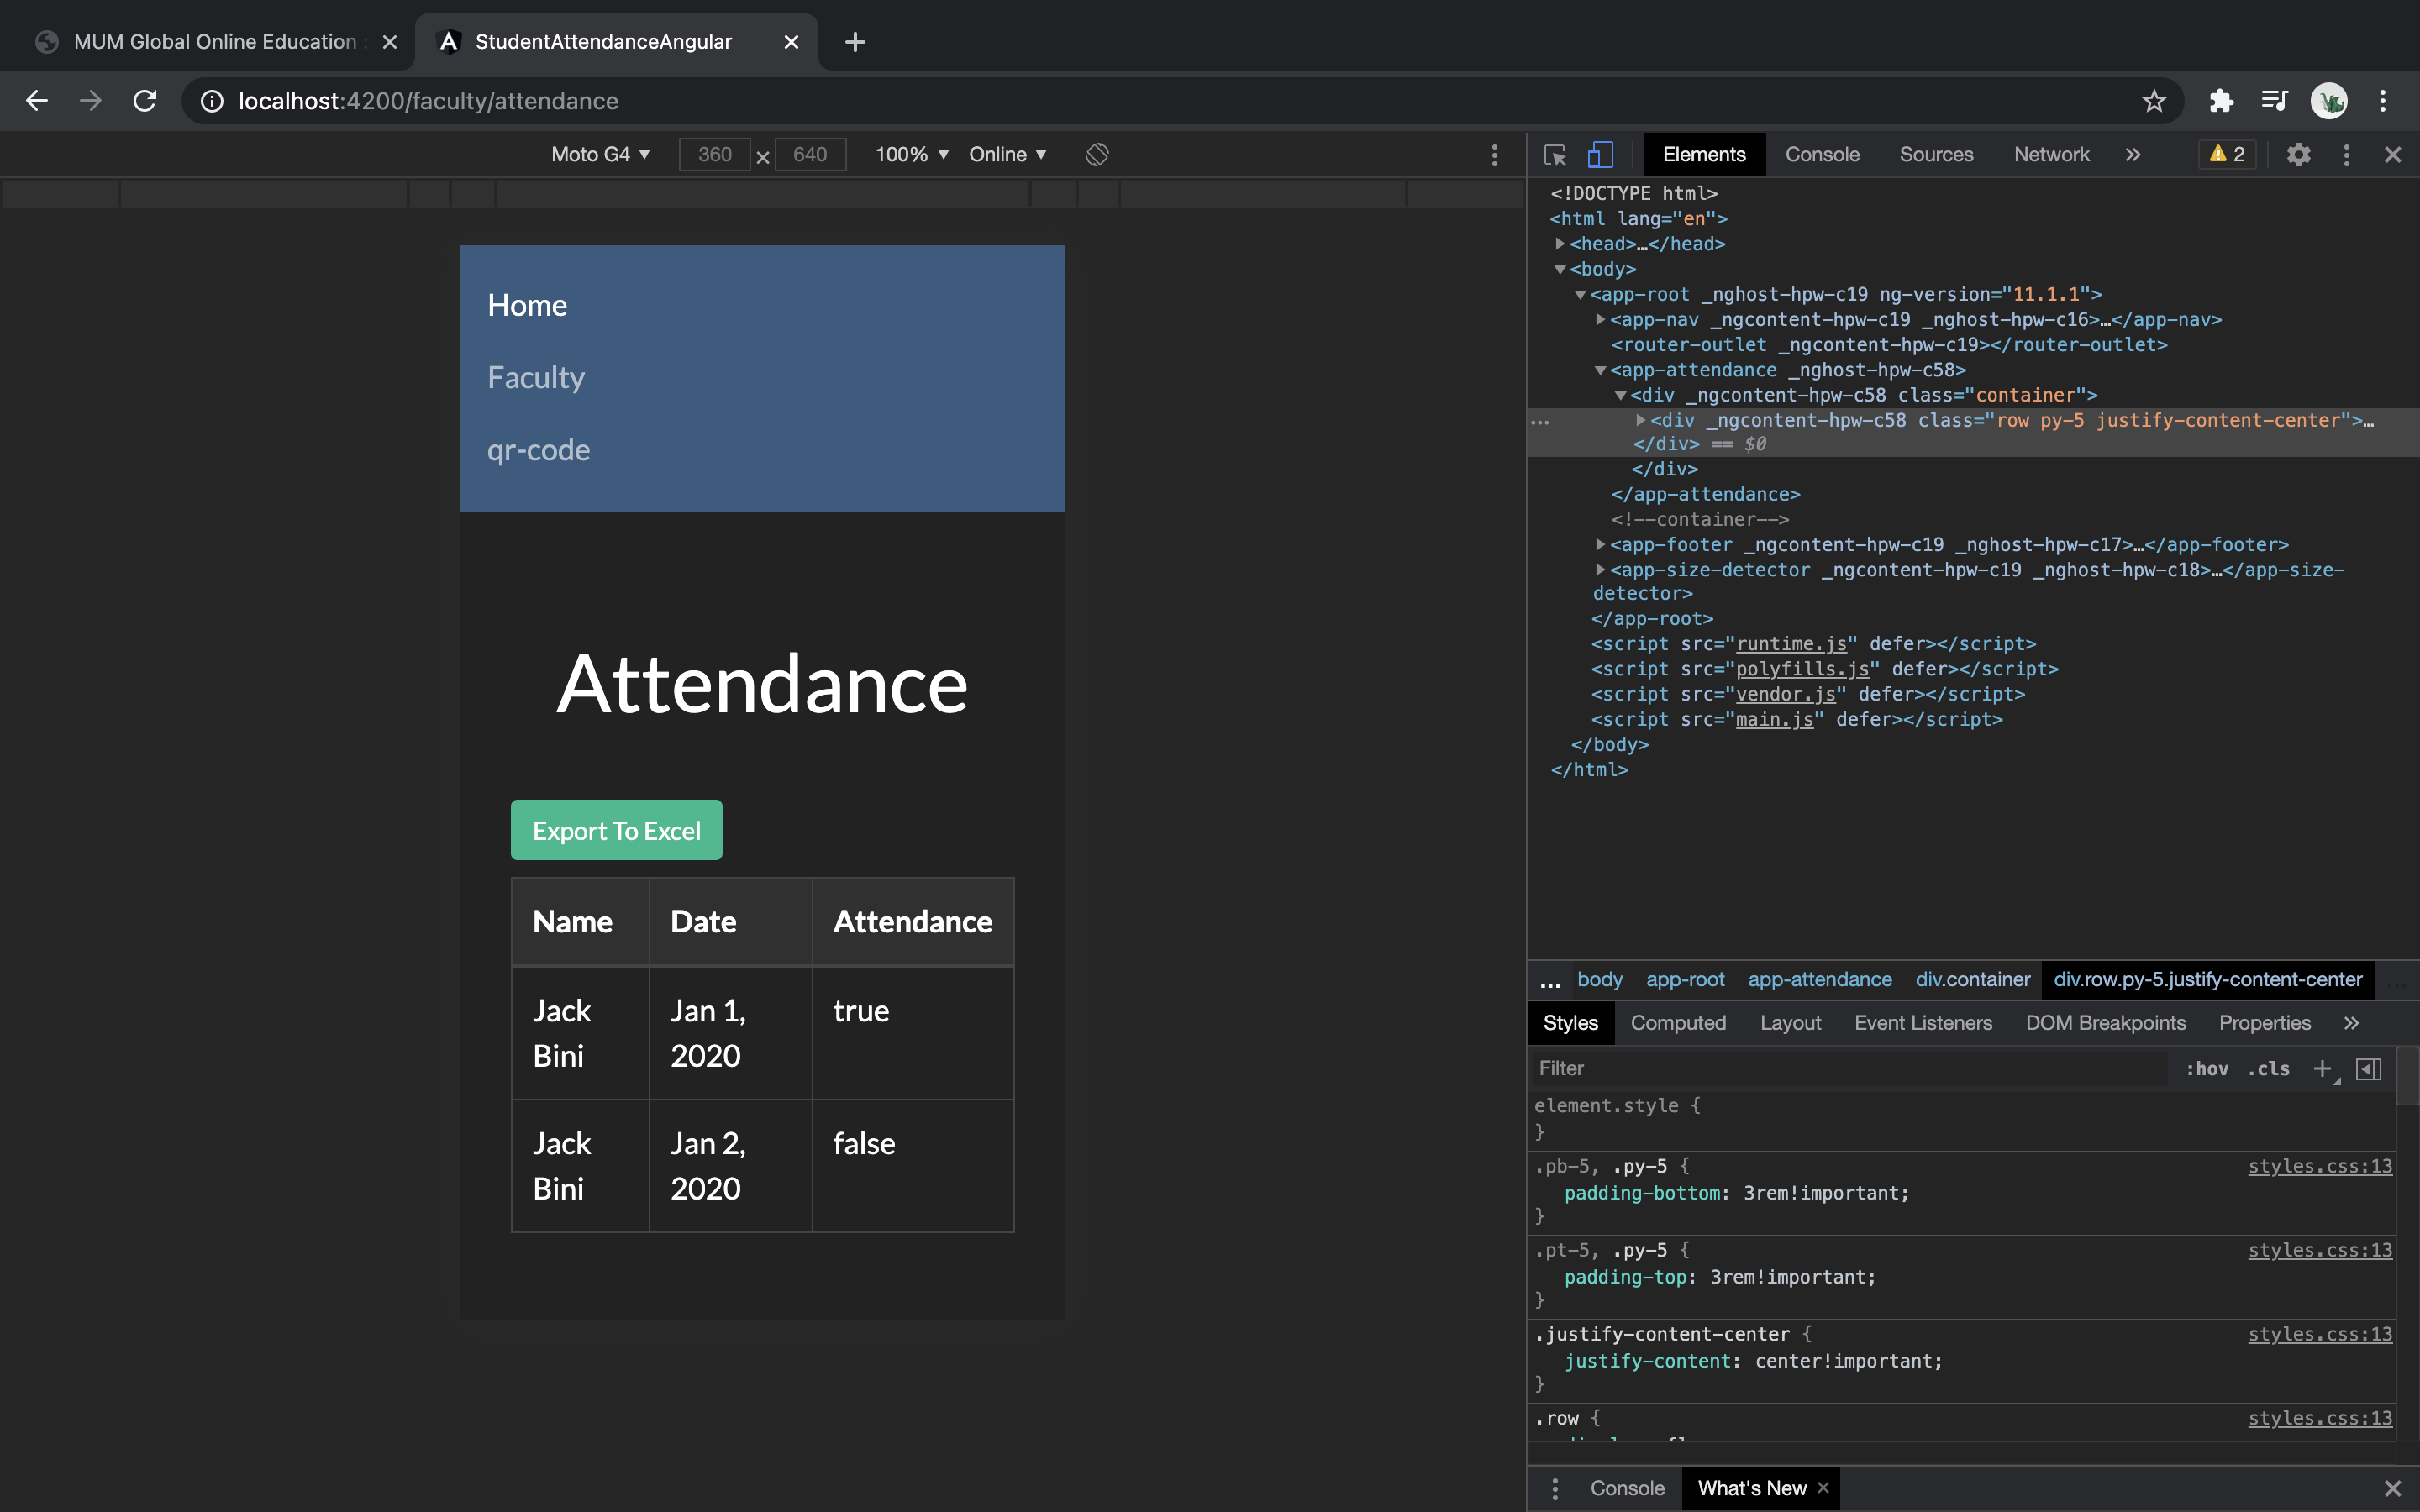 MUM Global Online Education
StudentAttendanceAngular
localhost:4200/faculty/attendance
Moto G4 ▼ 360 × 640 100% ▼ Online ▼
Elements Console Sources Network » 2
Home
Faculty
qr-code
Attendance
Export To Excel
Name Date Attendance
Jack Bini Jan 1, 2020 true
Jack Bini Jan 2, 2020 false
<!DOCTYPE html>
<html lang="en">
<head>…</head>
<body>
<app-root _nghost-hpw-c19 ng-version="11.1.1">
<app-nav _ngcontent-hpw-c19 _nghost-hpw-c16>…</app-nav>
<router-outlet _ngcontent-hpw-c19></router-outlet>
<app-attendance _nghost-hpw-c58>
<div _ngcontent-hpw-c58 class="container">
<div _ngcontent-hpw-c58 class="row py-5 justify-content-center">…
</div> == $0
</div>
</app-attendance>
<!--container-->
<app-footer _ngcontent-hpw-c19 _nghost-hpw-c17>…</app-footer>
<app-size-detector _ngcontent-hpw-c19 _nghost-hpw-c18>…</app-size-
detector>
</app-root>
<script src="runtime.js" defer></script>
<script src="polyfills.js" defer></script>
<script src="vendor.js" defer></script>
<script src="main.js" defer></script>
</body>
</html>
... body app-root app-attendance div.container div.row.py-5.justify-content-center
Styles Computed Layout Event Listeners DOM Breakpoints Properties »
Filter :hov .cls +
element.style {
}
.pb-5, .py-5 { styles.css:13
padding-bottom: 3rem!important;
}
.pt-5, .py-5 { styles.css:13
padding-top: 3rem!important;
}
.justify-content-center { styles.css:13
justify-content: center!important;
}
.row { styles.css:13
Console What's New ×